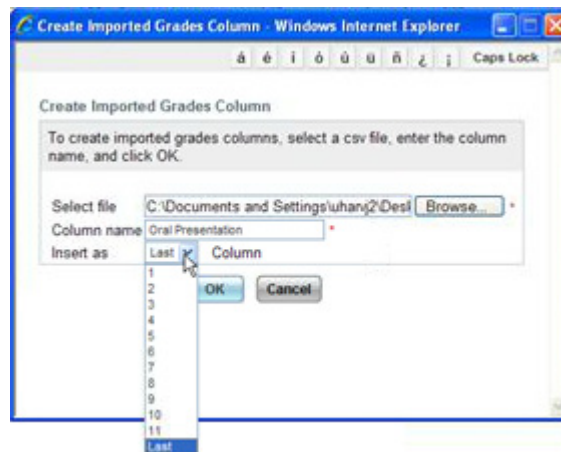 Create Imported Grades Column - Windows Internet Explorer
á é í ó ú ü ñ ¿ ¡ Caps Lock
Create Imported Grades Column
To create imported grades columns, select a csv file, enter the column
name, and click OK.
Select file C:\Documents and Settings\uhanj2\Desl Browse... *
Column name Oral Presentation *
Insert as Last Column
1
2
OK Cancel
3
4
5
6
7
8
9
10
11
Last